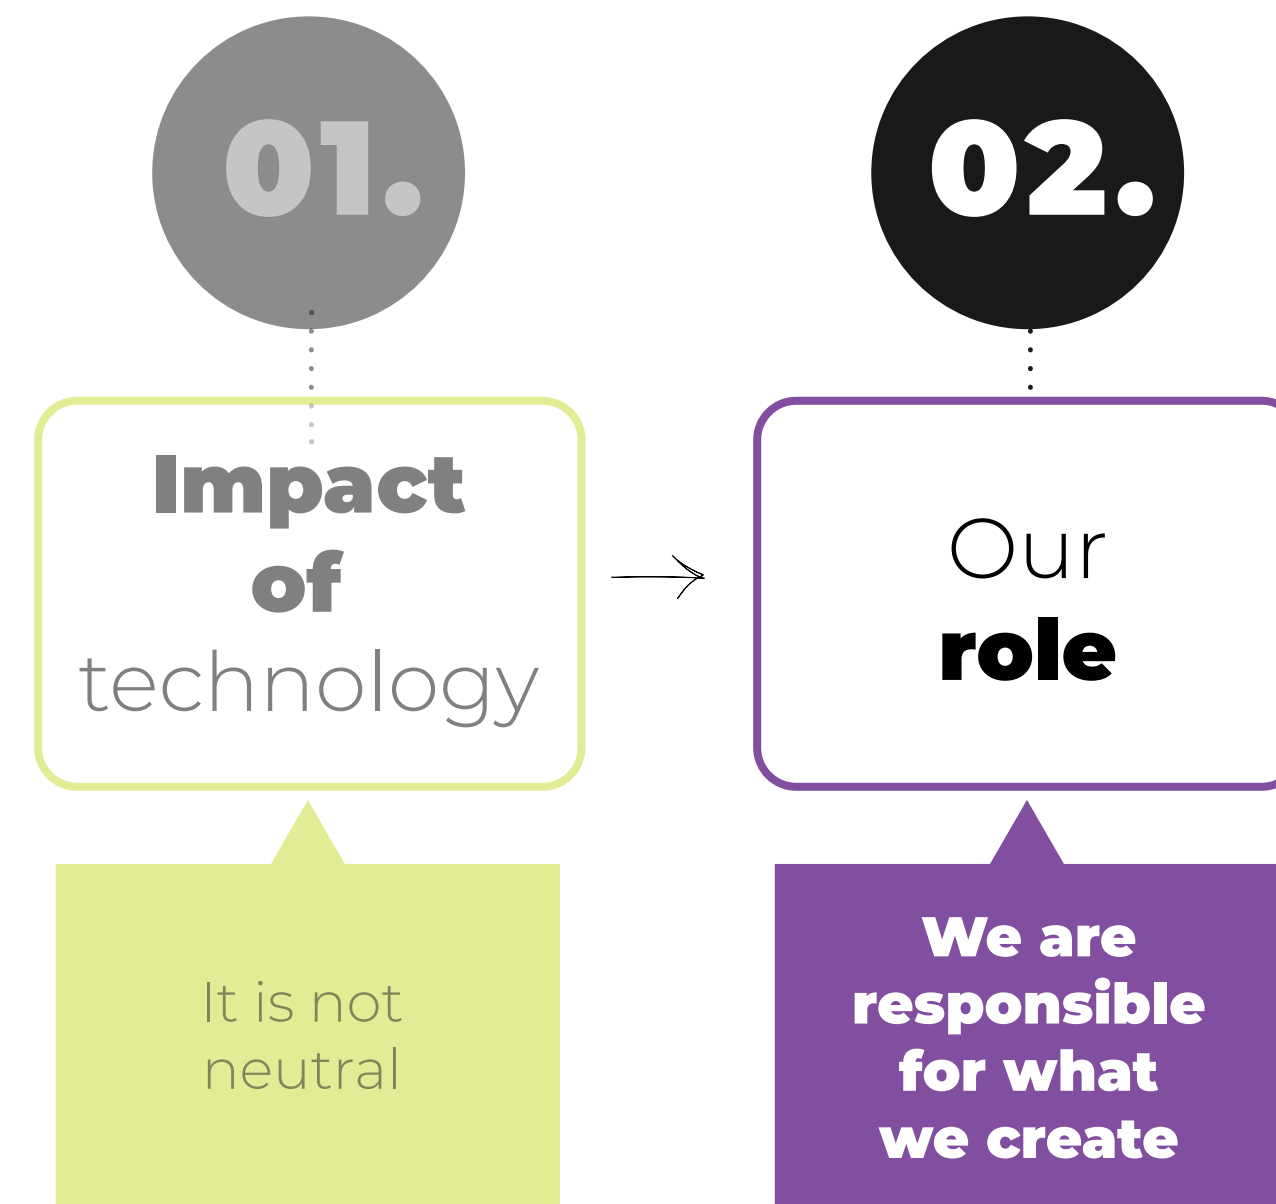 01.
Impact
of
technology
It is not
neutral
02.
Our
role
We are
responsible
for what
we create